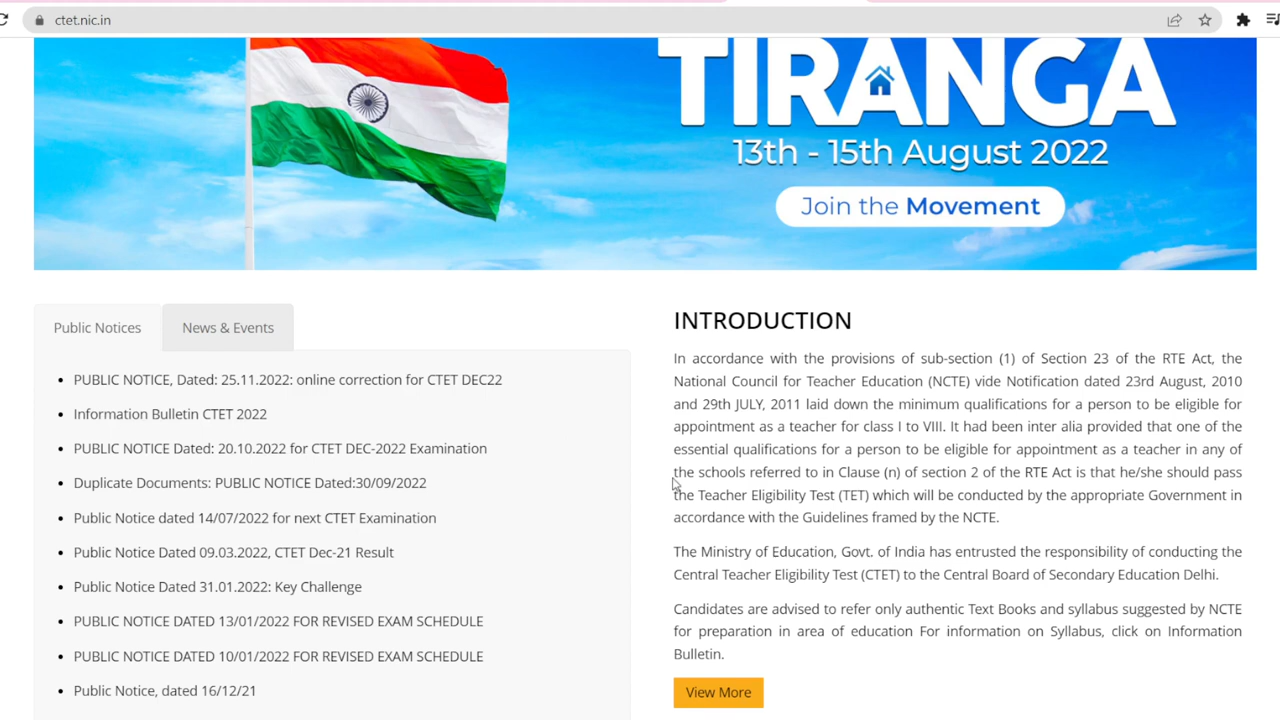 ctet.nic.in
TIRANGA
13th - 15th August 2022
Join the Movement
Public Notices
News & Events
PUBLIC NOTICE, Dated: 25.11.2022: online correction for CTET DEC22
Information Bulletin CTET 2022
PUBLIC NOTICE Dated: 20.10.2022 for CTET DEC-2022 Examination
Duplicate Documents: PUBLIC NOTICE Dated:30/09/2022
Public Notice dated 14/07/2022 for next CTET Examination
Public Notice Dated 09.03.2022, CTET Dec-21 Result
Public Notice Dated 31.01.2022: Key Challenge
PUBLIC NOTICE DATED 13/01/2022 FOR REVISED EXAM SCHEDULE
PUBLIC NOTICE DATED 10/01/2022 FOR REVISED EXAM SCHEDULE
Public Notice, dated 16/12/21
INTRODUCTION
In accordance with the provisions of sub-section (1) of Section 23 of the RTE Act, the
National Council for Teacher Education (NCTE) vide Notification dated 23rd August, 2010
and 29th JULY, 2011 laid down the minimum qualifications for a person to be eligible for
appointment as a teacher for class I to VIII. It had been inter alia provided that one of the
essential qualifications for a person to be eligible for appointment as a teacher in any of
the schools referred to in Clause (n) of section 2 of the RTE Act is that he/she should pass
the Teacher Eligibility Test (TET) which will be conducted by the appropriate Government in
accordance with the Guidelines framed by the NCTE.
The Ministry of Education, Govt. of India has entrusted the responsibility of conducting the
Central Teacher Eligibility Test (CTET) to the Central Board of Secondary Education Delhi.
Candidates are advised to refer only authentic Text Books and syllabus suggested by NCTE
for preparation in area of education For information on Syllabus, click on Information
Bulletin.
View More